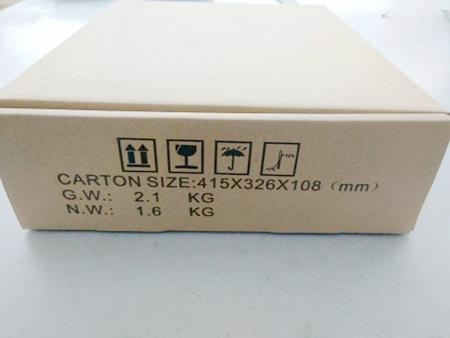 CARTON SIZE:415X326X108（mm）
G.W.: 2.1 KG
N.W.: 1.6 KG